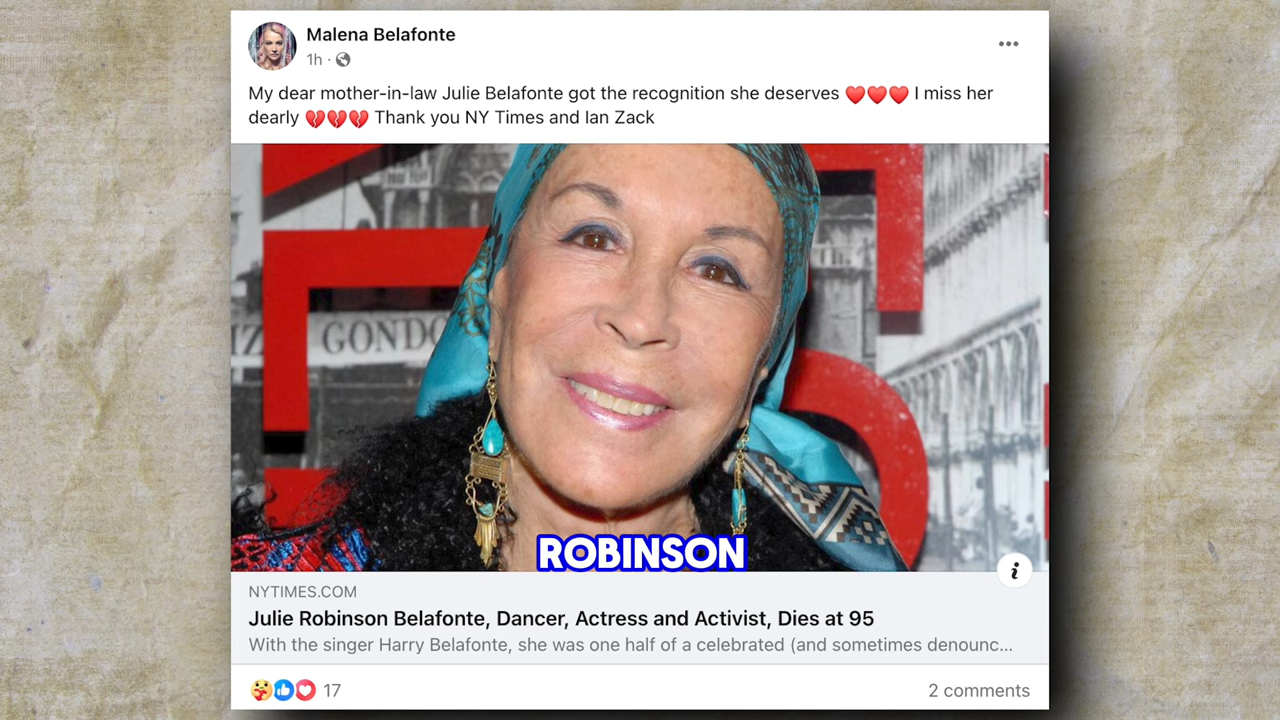 Malena Belafonte
1h ·
My dear mother-in-law Julie Belafonte got the recognition she deserves ❤️❤️❤️ I miss her
dearly 💔💔💔 Thank you NY Times and Ian Zack
IZ
GONDO
ROBINSON
NYTIMES.COM
Julie Robinson Belafonte, Dancer, Actress and Activist, Dies at 95
With the singer Harry Belafonte, she was one half of a celebrated (and sometimes denounc...
17
2 comments